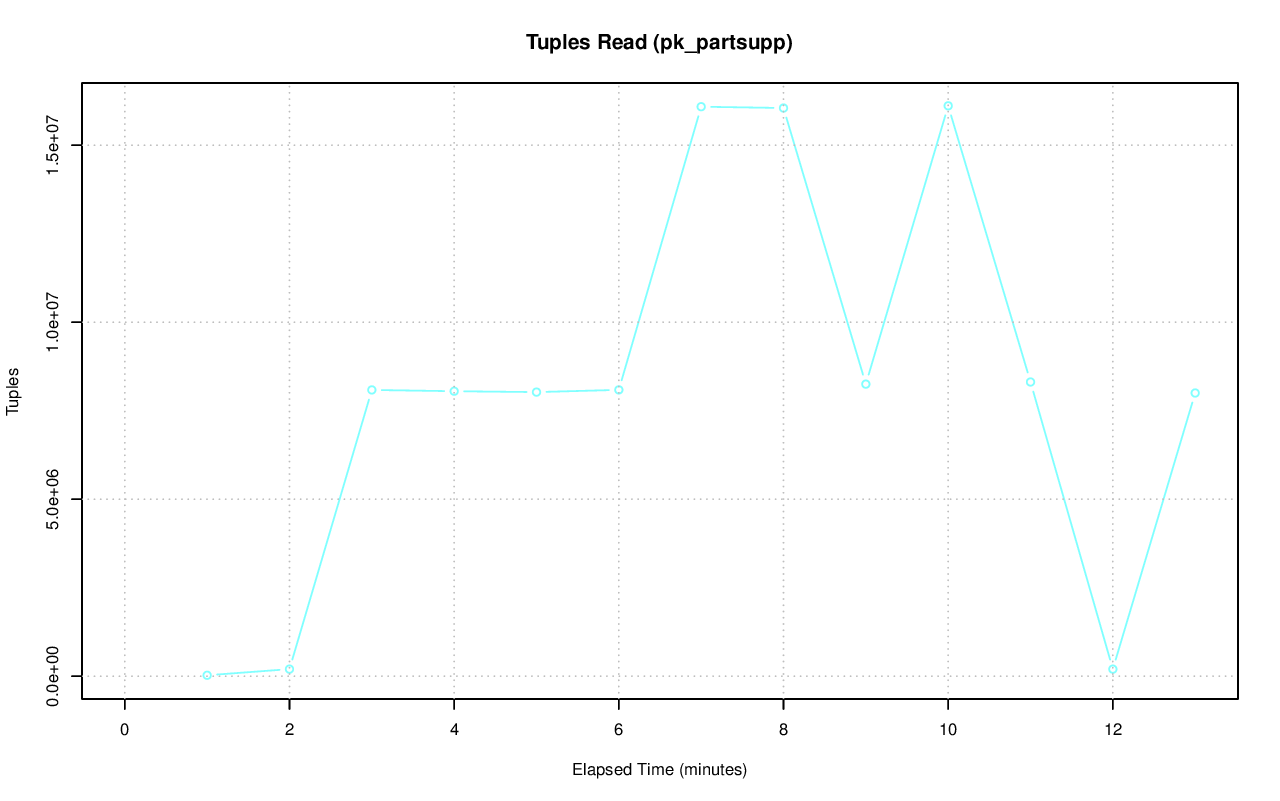 Tuples Read (pk_partsupp)
Tuples
1.5e+07
1.0e+07
5.0e+06
0.0e+00
0 2 4 6 8 10 12
Elapsed Time (minutes)